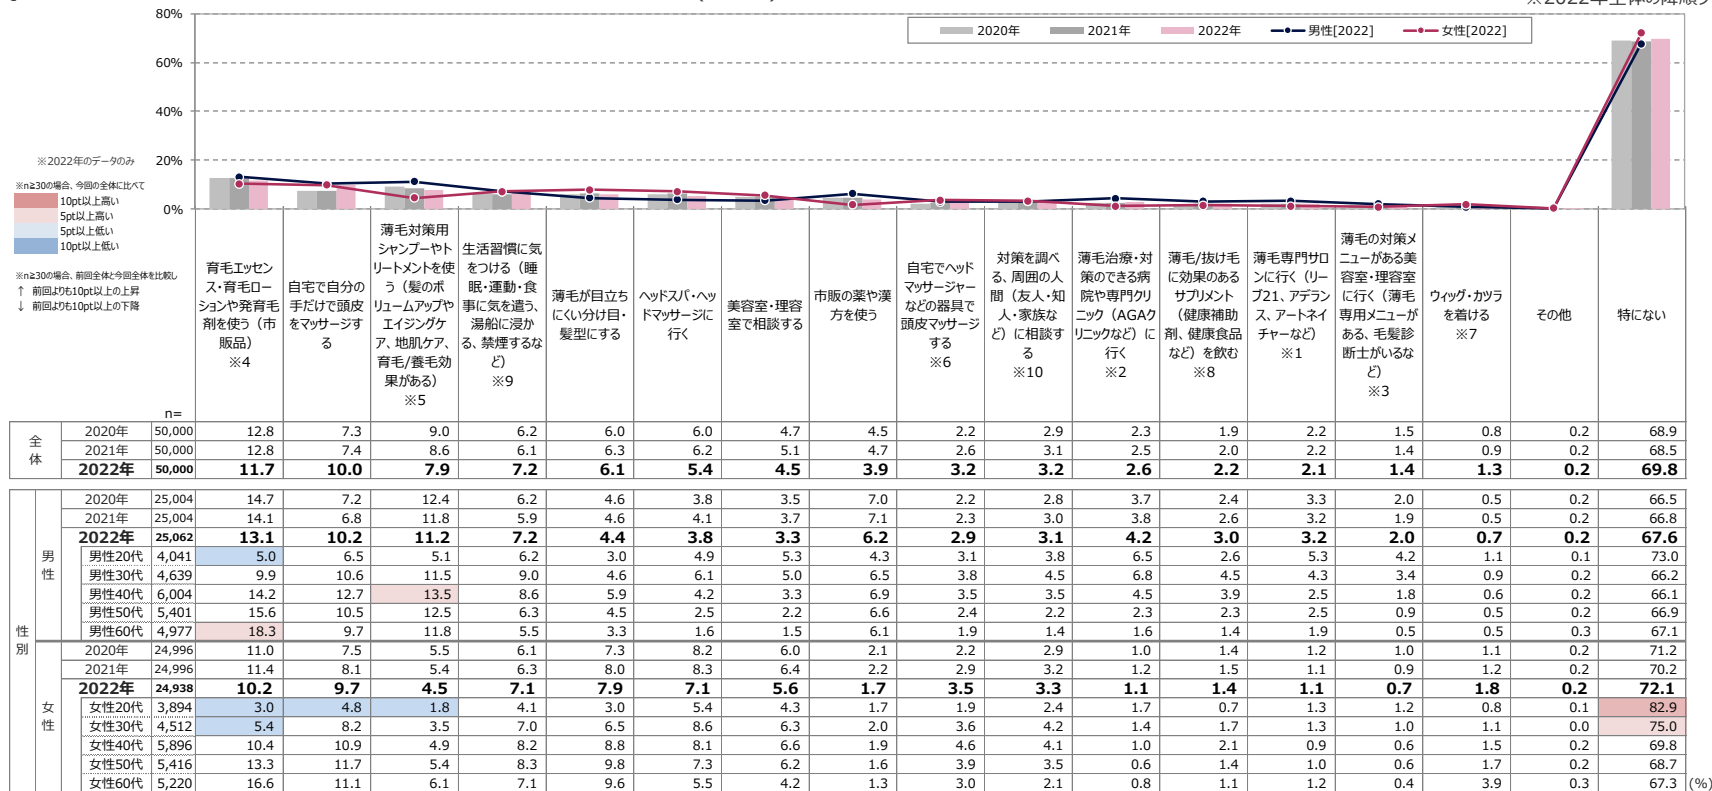 80%
60%
40%
20%
0%
2020年 2021年 2022年 男性[2022] 女性[2022]
※2022年のデータのみ
※n≧30の場合、今回の全体に比べて
10pt以上高い
5pt以上高い
5pt以上低い
10pt以上低い
※n≧30の場合、前回全体と今回全体を比較し
↑ 前回よりも10pt以上の上昇
↓ 前回よりも10pt以上の下降
n=
育毛エッセン
ス・育毛ロー
ションや発育毛
剤を使う(市
販品)
※4
自宅で自分の
手だけで頭皮
をマッサージす
る
薄毛対策用
シャンプーやト
リートメントを使
う(髪のボ
リュームアップや
エイジングケ
ア、地肌ケア、
育毛/養毛効
果がある)
※5
生活習慣に気
をつける(睡
眠・運動・食
事に気を遣う、
湯船に浸か
る、禁煙するな
ど)
※9
薄毛が目立ち
にくい分け目・
髪型にする
ヘッドスパ・ヘッ
ドマッサージに
行く
美容室・理容
室で相談する
市販の薬や漢
方を使う
自宅でヘッド
マッサージャー
などの器具で
頭皮マッサージ
する
※6
対策を調べ
る、周囲の人
間(友人・知
人・家族な
ど)に相談す
る
※10
薄毛治療・対
策のできる病
院や専門クリ
ニック(AGAク
リニックなど)に
行く
※2
薄毛/抜け毛
に効果のある
サプリメント
(健康補助
剤、健康食品
など)を飲む
※8
薄毛専門サロ
ンに行く(リー
ブ21、アデラン
ス、アートネイ
チャーなど)
※1
薄毛の対策メ
ニューがある美
容室・理容室
に行く(薄毛
専用メニューが
ある、毛髪診
断士がいるな
ど)
※3
ウィッグ・カツラ
を着ける
※7
その他
特にない
全体
2020年 50,000 12.8 7.3 9.0 6.2 6.0 6.0 4.7 4.5 2.2 2.9 2.3 1.9 2.2 1.5 0.8 0.2 68.9
2021年 50,000 12.8 7.4 8.6 6.1 6.3 6.2 5.1 4.7 2.6 3.1 2.5 2.0 2.2 1.4 0.9 0.2 68.5
2022年 50,000 11.7 10.0 7.9 7.2 6.1 5.4 4.5 3.9 3.2 3.2 2.6 2.2 2.1 1.4 1.3 0.2 69.8
性別
男性
2020年 25,004 14.7 7.2 12.4 6.2 4.6 3.8 3.5 7.0 2.2 2.8 3.7 2.4 3.3 2.0 0.5 0.2 66.5
2021年 25,004 14.1 6.8 11.8 5.9 4.6 4.1 3.7 7.1 2.3 3.0 3.8 2.6 3.2 1.9 0.5 0.2 66.8
2022年 25,062 13.1 10.2 11.2 7.2 4.4 3.8 3.3 6.2 2.9 3.1 4.2 3.0 3.2 2.0 0.7 0.2 67.6
男性20代 4,041 5.0 6.5 5.1 6.2 3.0 4.9 5.3 4.3 3.1 3.8 6.5 2.6 5.3 4.2 1.1 0.1 73.0
男性30代 4,639 9.9 10.6 11.5 9.0 4.6 6.1 5.0 6.5 3.8 4.5 6.8 4.5 4.3 3.4 0.9 0.2 66.2
男性40代 6,004 14.2 12.7 13.5 8.6 5.9 4.2 3.3 6.9 3.5 3.5 4.5 3.9 2.5 1.8 0.6 0.2 66.1
男性50代 5,401 15.6 10.5 12.5 6.3 4.5 2.5 2.2 6.6 2.4 2.2 2.3 2.3 2.5 0.9 0.5 0.2 66.9
男性60代 4,977 18.3 9.7 11.8 5.5 3.3 1.6 1.5 6.1 1.9 1.4 1.6 1.4 1.9 0.5 0.5 0.3 67.1
女性
2020年 24,996 11.0 7.5 5.5 6.1 7.3 8.2 6.0 2.1 2.2 2.9 1.0 1.4 1.2 1.0 1.1 0.2 71.2
2021年 24,996 11.4 8.1 5.4 6.3 8.0 8.3 6.4 2.2 2.9 3.2 1.2 1.5 1.1 0.9 1.2 0.2 70.2
2022年 24,938 10.2 9.7 4.5 7.1 7.9 7.1 5.6 1.7 3.5 3.3 1.1 1.4 1.1 0.7 1.8 0.2 72.1
女性20代 3,894 3.0 4.8 1.8 4.1 3.0 5.4 4.3 1.7 1.9 2.4 1.7 0.7 1.3 1.2 0.8 0.1 82.9
女性30代 4,512 5.4 8.2 3.5 7.0 6.5 8.6 6.3 2.0 3.6 4.2 1.4 1.7 1.3 1.0 1.1 0.0 75.0
女性40代 5,896 10.4 10.9 4.9 8.2 8.8 8.1 6.6 1.9 4.6 4.1 1.0 2.1 0.9 0.6 1.5 0.2 69.8
女性50代 5,416 13.3 11.7 5.4 8.3 9.8 7.3 6.2 1.6 3.9 3.5 0.6 1.4 1.0 0.6 1.7 0.2 68.7
女性60代 5,220 16.6 11.1 6.1 7.1 9.6 5.5 4.2 1.3 3.0 2.1 0.8 1.1 1.2 0.4 3.9 0.3 67.3 (%)